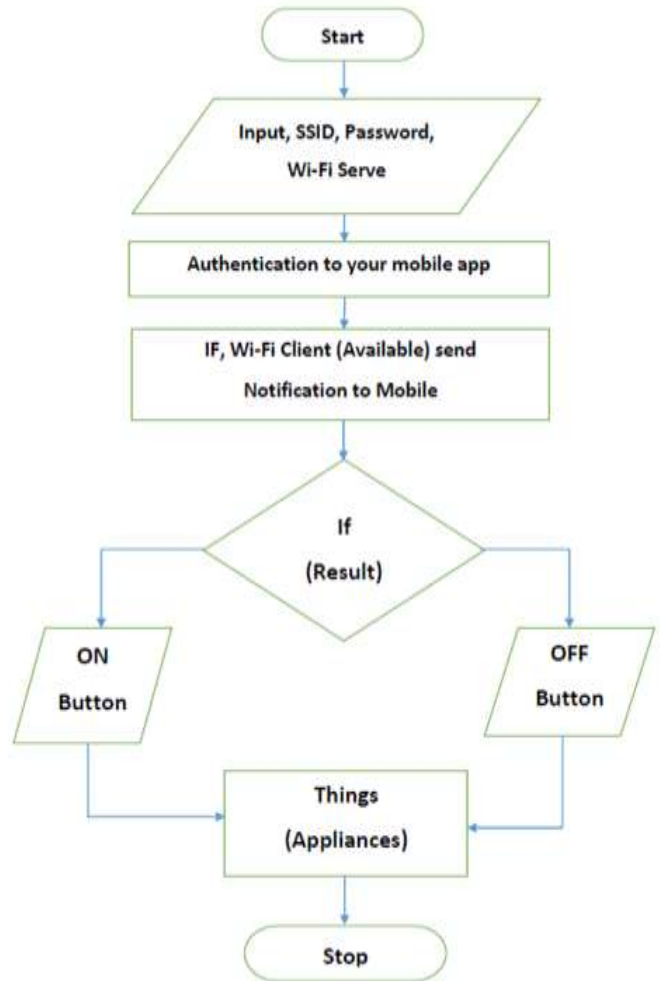 Start
Input, SSID, Password,
Wi-Fi Serve
Authentication to your mobile app
IF, Wi-Fi Client (Available) send
Notification to Mobile
If
(Result)
ON
Button
OFF
Button
Things
(Appliances)
Stop